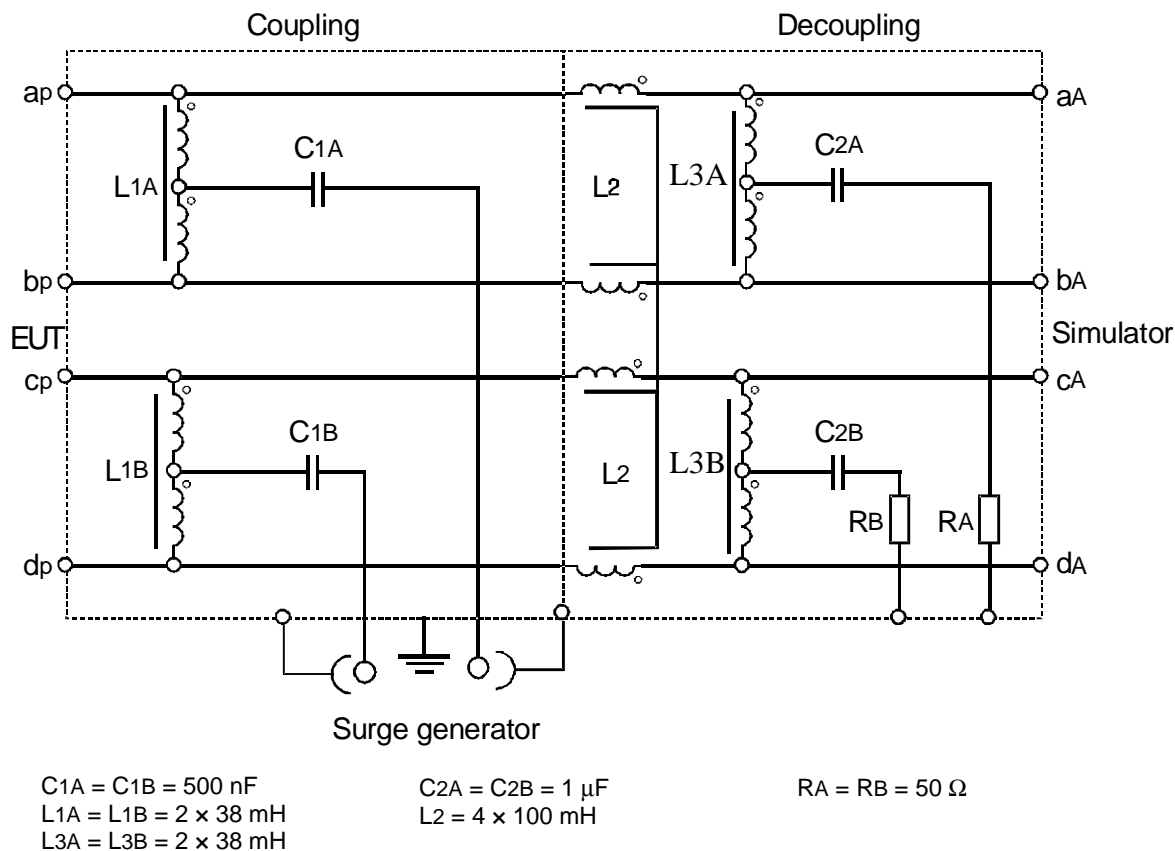 Coupling Decoupling
aP aA
C1A C2A
L1A L2 L3A
bP bA
EUT Simulator
cP cA
C1B C2B
L1B L2 L3B
RB RA
dP dA
Surge generator
C1A = C1B = 500 nF C2A = C2B = 1 μF RA = RB = 50 Ω
L1A = L1B = 2 × 38 mH L2 = 4 × 100 mH
L3A = L3B = 2 × 38 mH